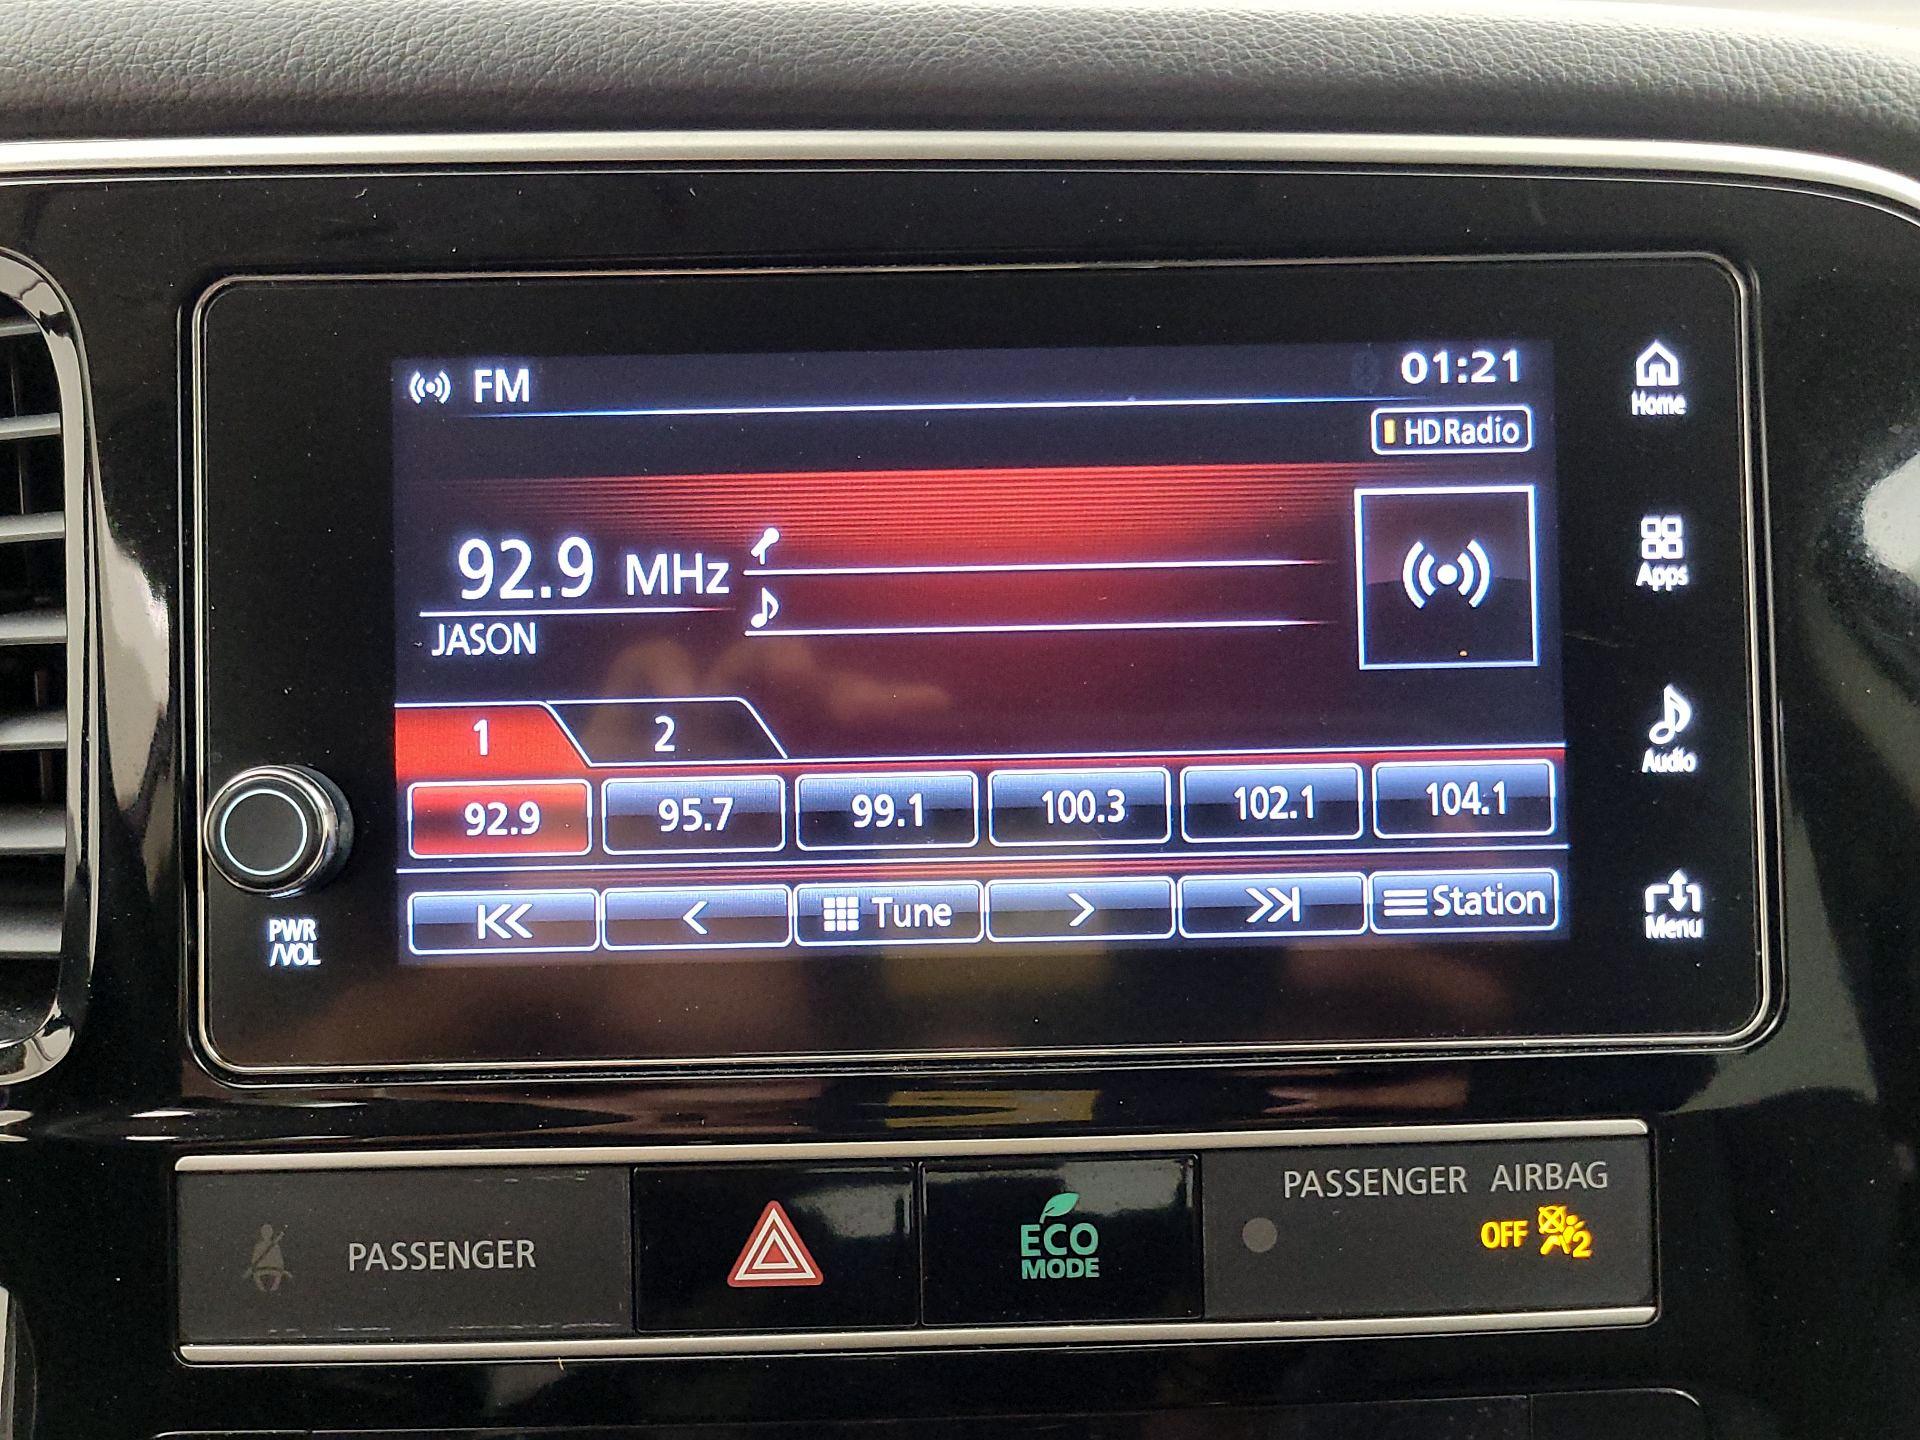 FM
01:21
HD Radio
92.9 MHz
JASON
1
2
92.9
95.7
99.1
100.3
102.1
104.1
Tune
Station
Home
Apps
Audio
Menu
PWR
/VOL
PASSENGER
ECO
MODE
PASSENGER AIRBAG
OFF
2